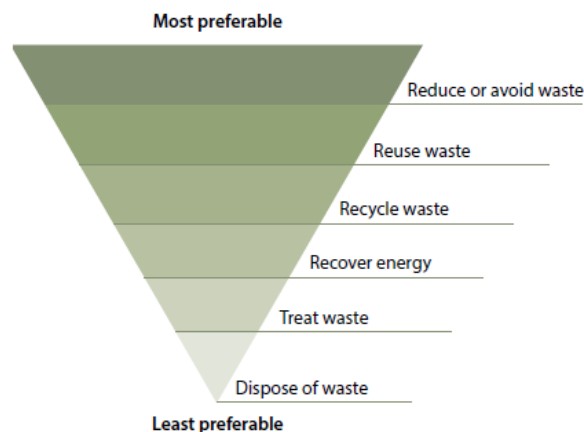 Most preferable
Reduce or avoid waste
Reuse waste
Recycle waste
Recover energy
Treat waste
Dispose of waste
Least preferable